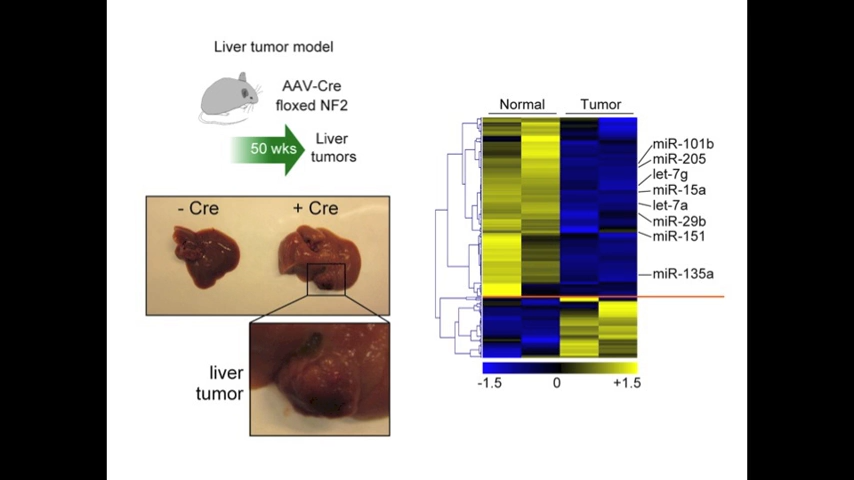 Liver tumor model
AAV-Cre
floxed NF2
50 wks
Liver
tumors
- Cre
+ Cre
liver
tumor
Normal
Tumor
miR-101b
miR-205
let-7g
miR-15a
let-7a
miR-29b
miR-151
miR-135a
-1.5
0
+1.5